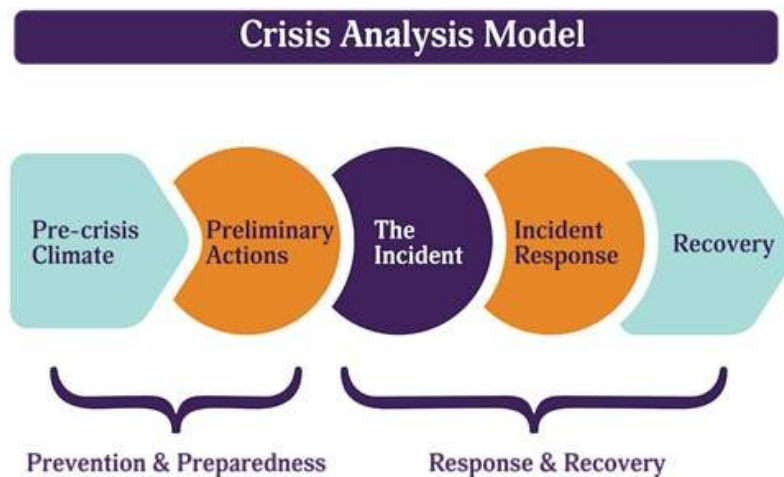 Crisis Analysis Model
Pre-crisis
Climate
Preliminary
Actions
The
Incident
Incident
Response
Recovery
Prevention & Preparedness
Response & Recovery